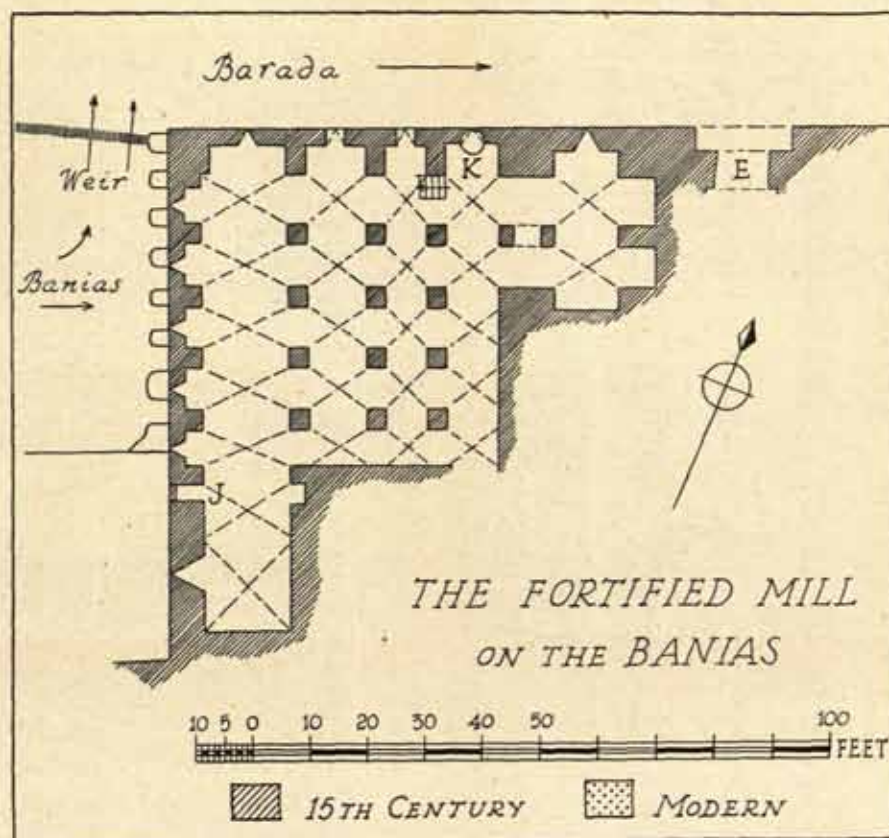 Barada
Weir
Banias
K
E
J
THE FORTIFIED MILL
ON THE BANIAS
10 5 0 10 20 30 40 50 100 FEET
15TH CENTURY MODERN